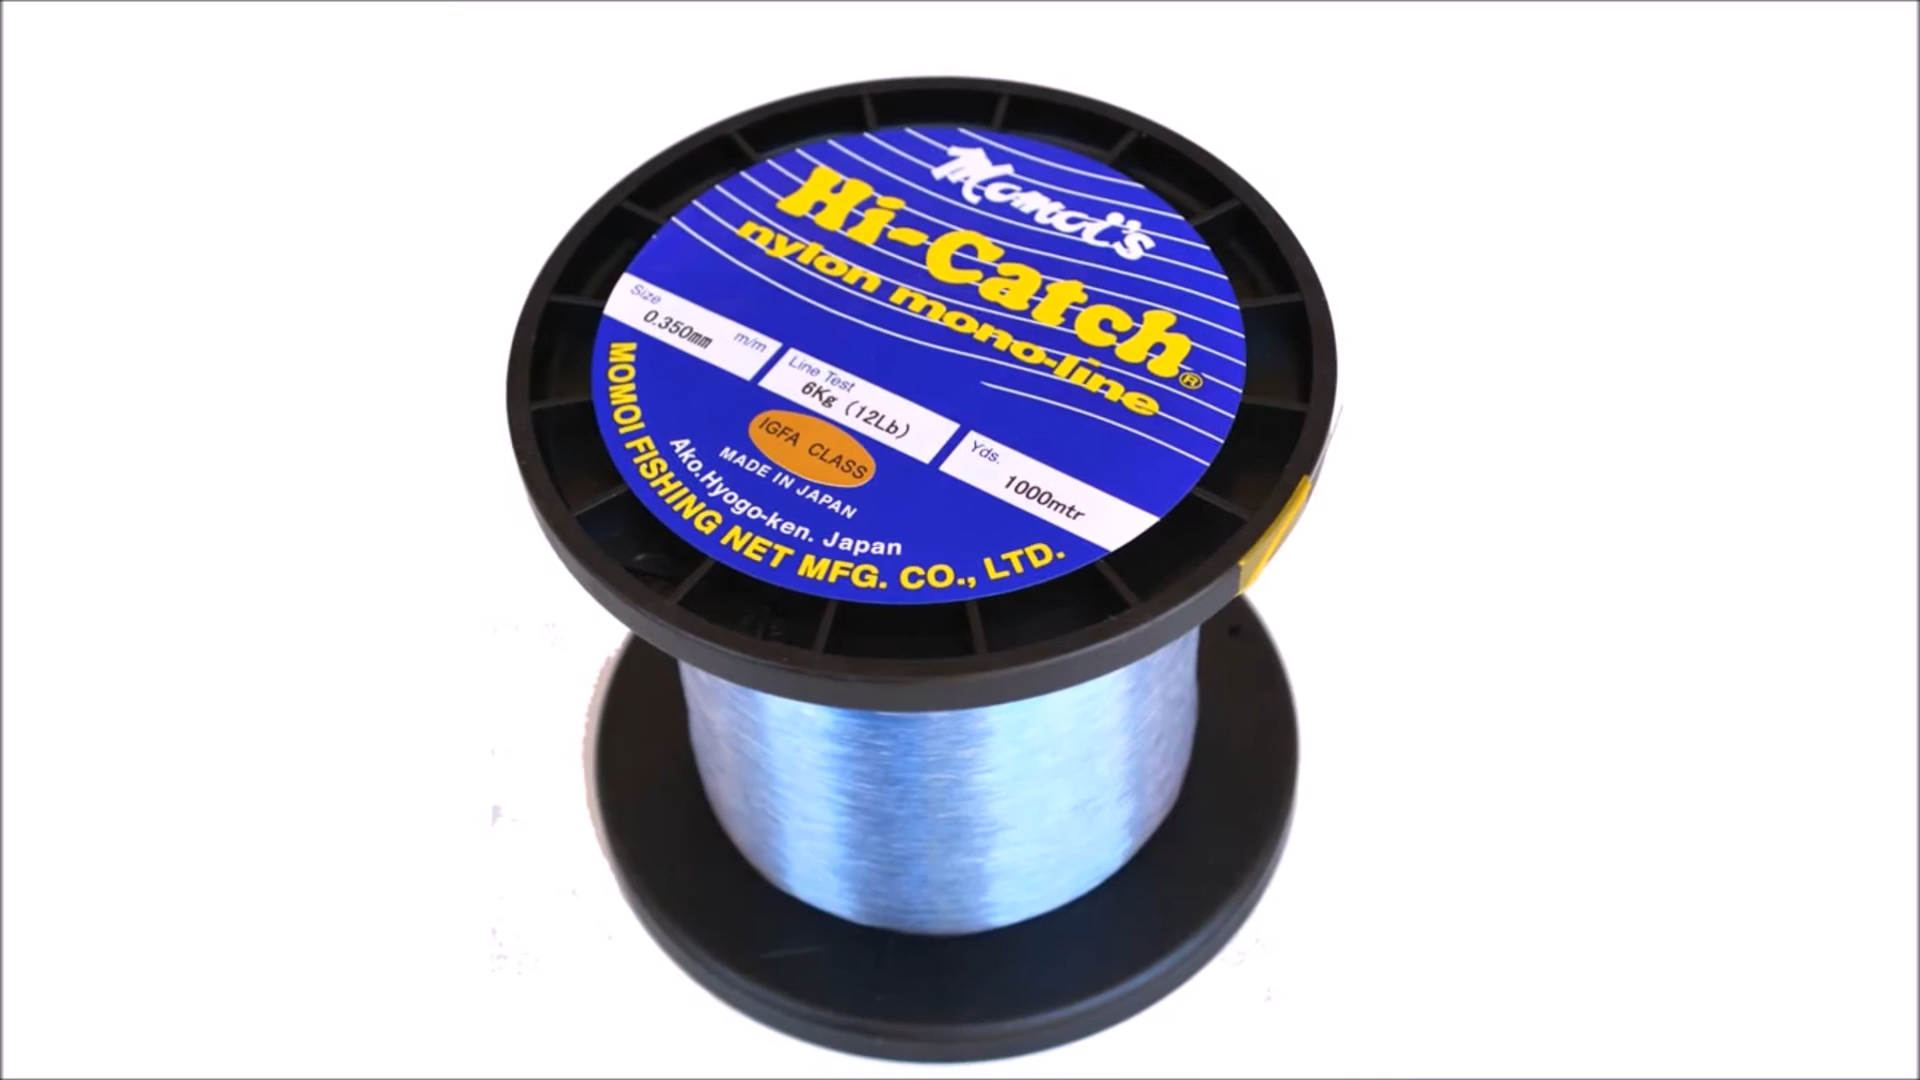 Momoi's
Hi-Catch®
nylon mono-line
Size
0.350mm m/m
Line Test
6Kg (12Lb)
Yds.
1000mtr
IGFA CLASS
MADE IN JAPAN
Ako.Hyogo-ken. Japan
MOMOI FISHING NET MFG. CO., LTD.